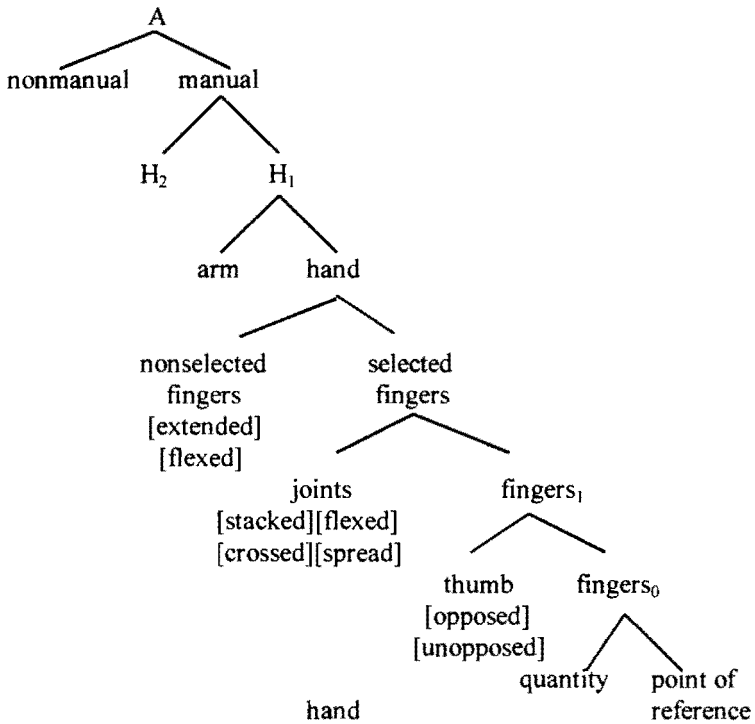 A
nonmanual manual
H₂ H₁
arm hand
nonselected selected
fingers fingers
[extended]
[flexed]
joints fingers₁
[stacked][flexed]
[crossed][spread]
thumb fingers₀
[opposed]
[unopposed]
quantity point of
hand reference